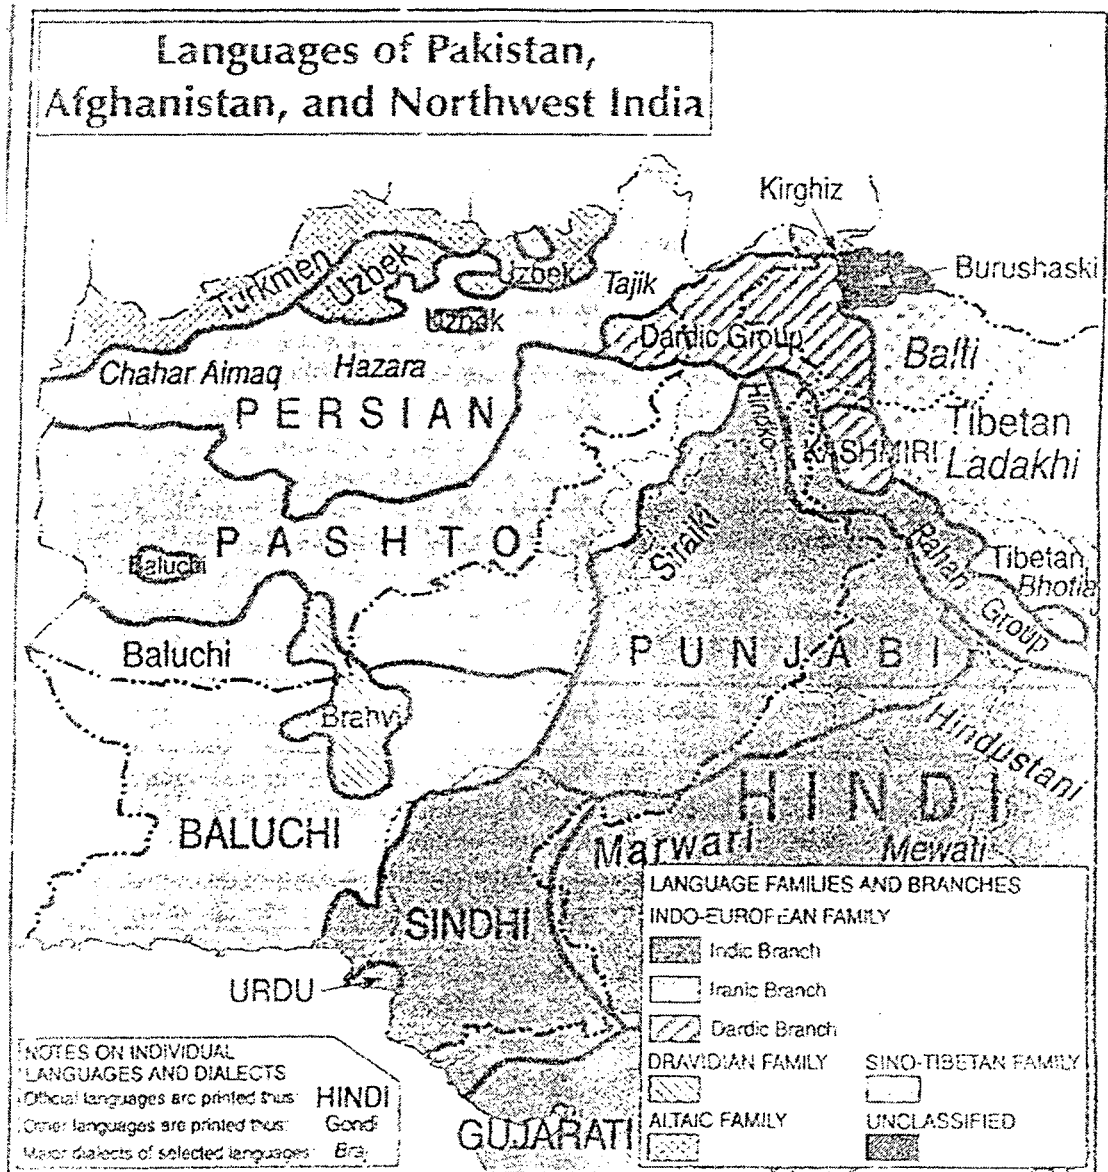 Languages of Pakistan,
Afghanistan, and Northwest India
Kirghiz
Burushaski
Turkmen
Uzbek
Uzbek
Tajik
Uzbek
Dardic Group
Balti
Chahar Aimaq
Hazara
PERSIAN
Hindko
KASHMIRI
Tibetan
Ladakhi
PASHTO
Siraiki
Baluchi
Pahari
Group
Tibetan
Bhotia
Baluchi
PUNJABI
Brahvi
Hindustani
HINDI
BALUCHI
Marwari
Mewati
SINDHI
URDU
GUJARATI
LANGUAGE FAMILIES AND BRANCHES
INDO-EUROPEAN FAMILY
Indic Branch
Iranic Branch
Dardic Branch
DRAVIDIAN FAMILY
SINO-TIBETAN FAMILY
ALTAIC FAMILY
UNCLASSIFIED
NOTES ON INDIVIDUAL
LANGUAGES AND DIALECTS
Official languages are printed thus: HINDI
Other languages are printed thus: Gondi
Major dialects of selected languages: Braj